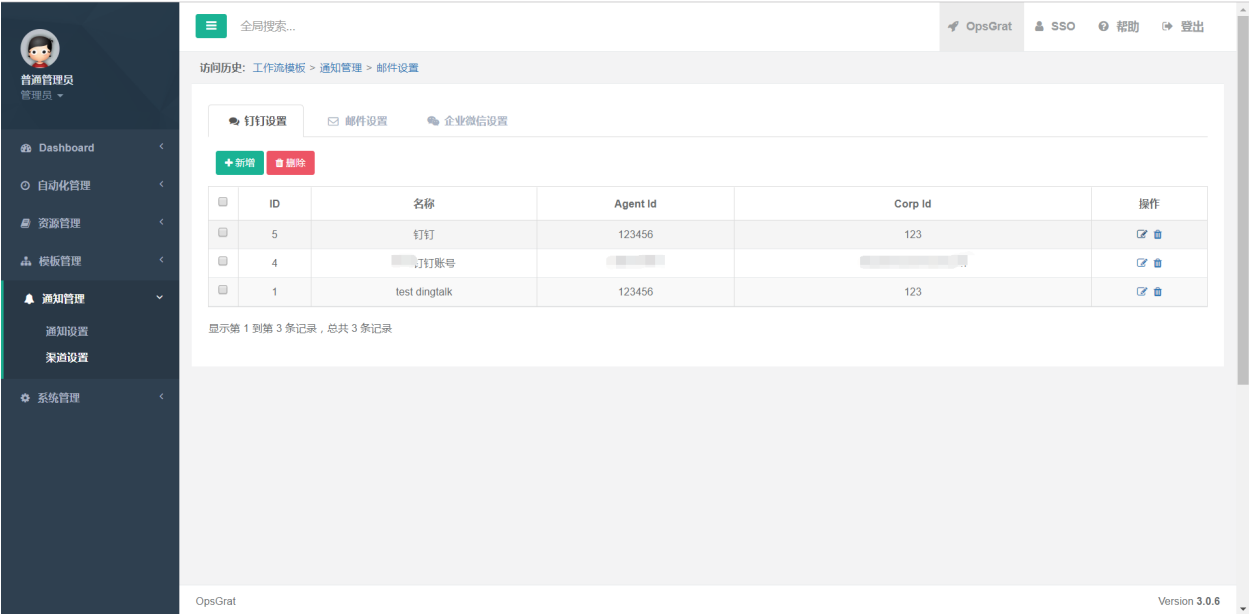 普通管理员
管理员
Dashboard
自动化管理
资源管理
模板管理
通知管理
通知设置
渠道设置
系统管理
全局搜索...
OpsGrat SSO 帮助 登出
访问历史: 工作流模板 > 通知管理 > 邮件设置
钉钉设置 邮件设置 企业微信设置
新增 删除
ID 名称 Agent Id Corp Id 操作
5 钉钉 123456 123
4 钉钉账号
1 test dingtalk 123456 123
显示第 1 到第 3 条记录，总共 3 条记录
OpsGrat Version 3.0.6